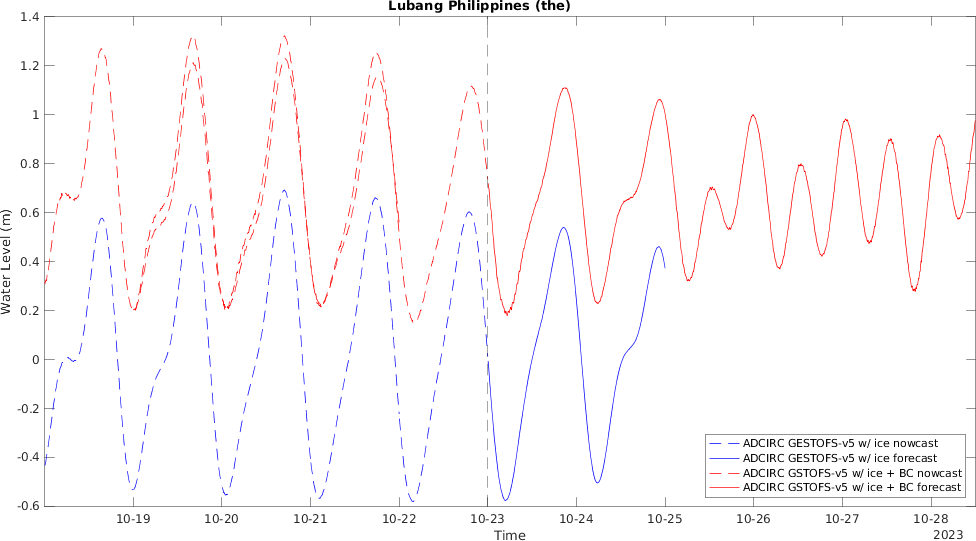 Lubang Philippines (the)
1.4
1.2
1
0.8
0.6
0.4
0.2
0
-0.2
-0.4
-0.6
Water Level (m)
ADCIRC GESTOFS-v5 w/ ice nowcast
ADCIRC GESTOFS-v5 w/ ice forecast
ADCIRC GSTOFS-v5 w/ ice + BC nowcast
ADCIRC GSTOFS-v5 w/ ice + BC forecast
10-19 10-20 10-21 10-22 10-23 10-24 10-25 10-26 10-27 10-28
Time
2023